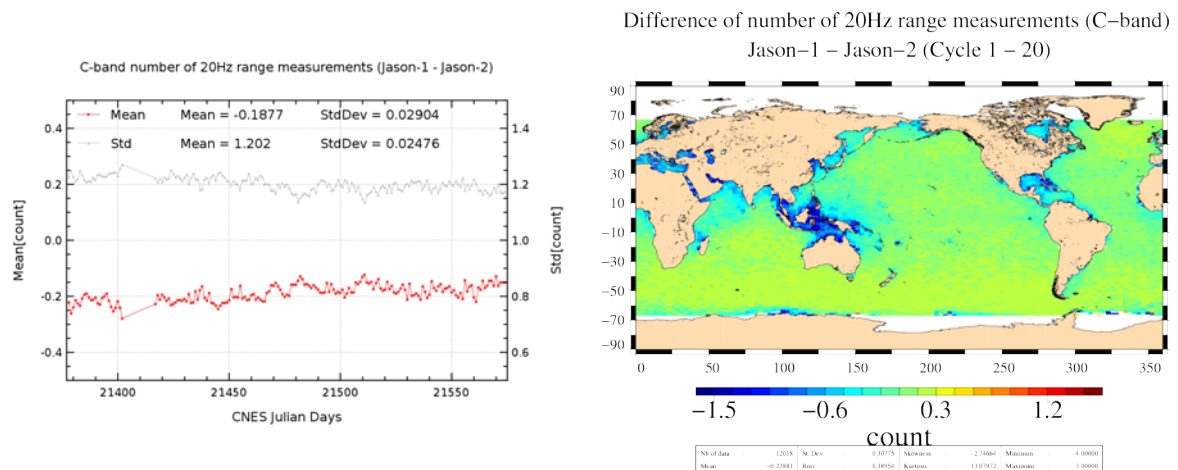 C-band number of 20Hz range measurements (Jason-1 - Jason-2)
Mean Mean = -0.1877 StdDev = 0.02904
Std Mean = 1.202 StdDev = 0.02476
0.4
0.2
0.0
-0.2
-0.4
Mean[count]
1.4
1.2
1.0
0.8
0.6
Std[count]
21400 21450 21500 21550
CNES Julian Days
Difference of number of 20Hz range measurements (C−band)
Jason−1 − Jason−2 (Cycle 1 − 20)
90
70
50
30
10
−10
−30
−50
−70
−90
0 50 100 150 200 250 300 350
−1.5 −0.6 0.3 1.2
count
Nb of data : 12018 St. Dev : 0.30775 Skewness : −2.74664 Minimum : −4.00000
Mean : −0.23881 Rms : 0.38954 Kurtosis : 13.07972 Maximum : 3.00000